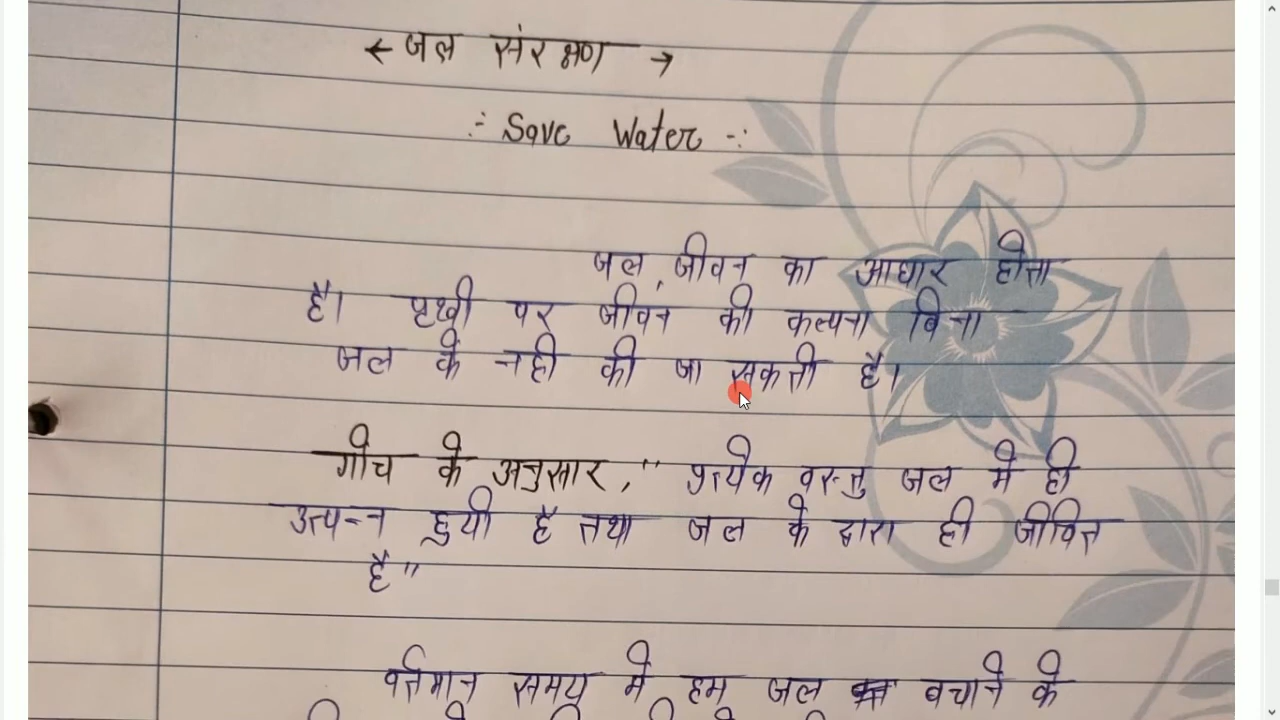 ← जल संरक्षण →
Save Water
जल, जीवन का आधार होता
है। पृथ्वी पर जीवन की कल्पना बिना
जल के नही की जा सकती है।
गीच के अनुसार, " प्रत्येक वस्तु जल मे ही
उत्पन्न हुयी है तथा जल के द्वारा ही जीवित
है"
वर्तमान समय मे हम जल बचाने के